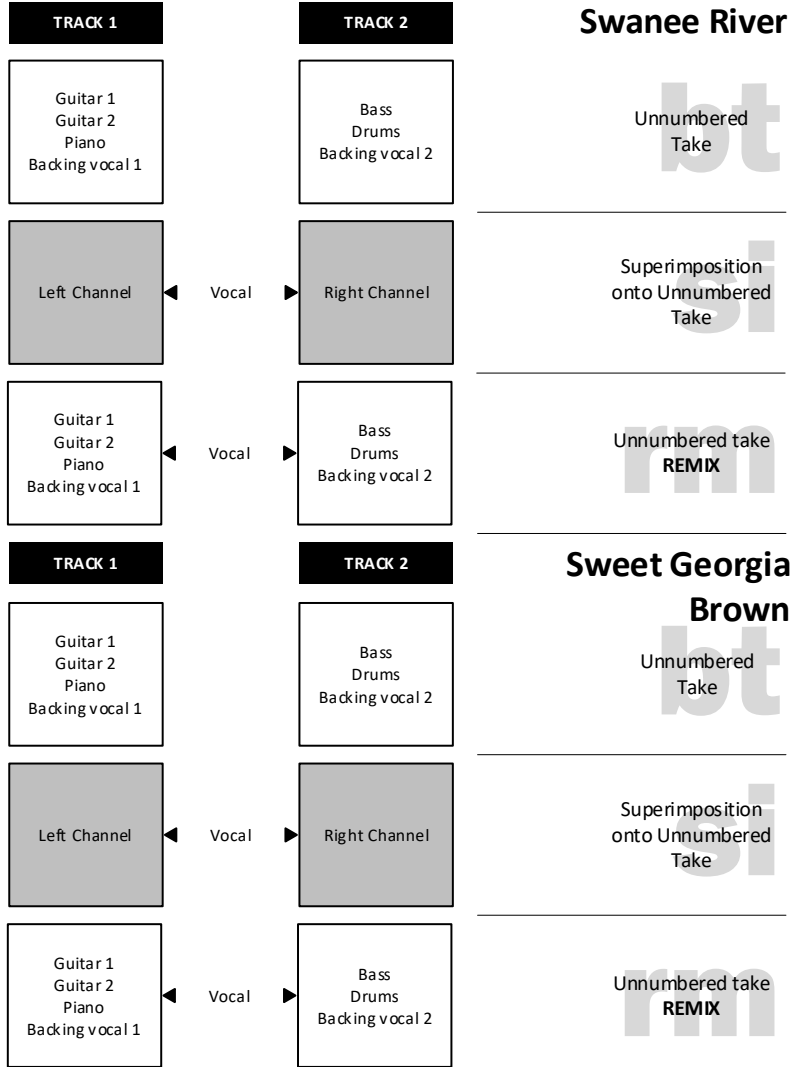 TRACK 1
TRACK 2
Swanee River
Guitar 1
Guitar 2
Piano
Backing vocal 1
Bass
Drums
Backing vocal 2
bt
Unnumbered
Take
Left Channel
Vocal
Right Channel
si
Superimposition
onto Unnumbered
Take
Guitar 1
Guitar 2
Piano
Backing vocal 1
Vocal
Bass
Drums
Backing vocal 2
rm
Unnumbered take
REMIX
TRACK 1
TRACK 2
Sweet Georgia
Brown
Guitar 1
Guitar 2
Piano
Backing vocal 1
Bass
Drums
Backing vocal 2
bt
Unnumbered
Take
Left Channel
Vocal
Right Channel
si
Superimposition
onto Unnumbered
Take
Guitar 1
Guitar 2
Piano
Backing vocal 1
Vocal
Bass
Drums
Backing vocal 2
rm
Unnumbered take
REMIX